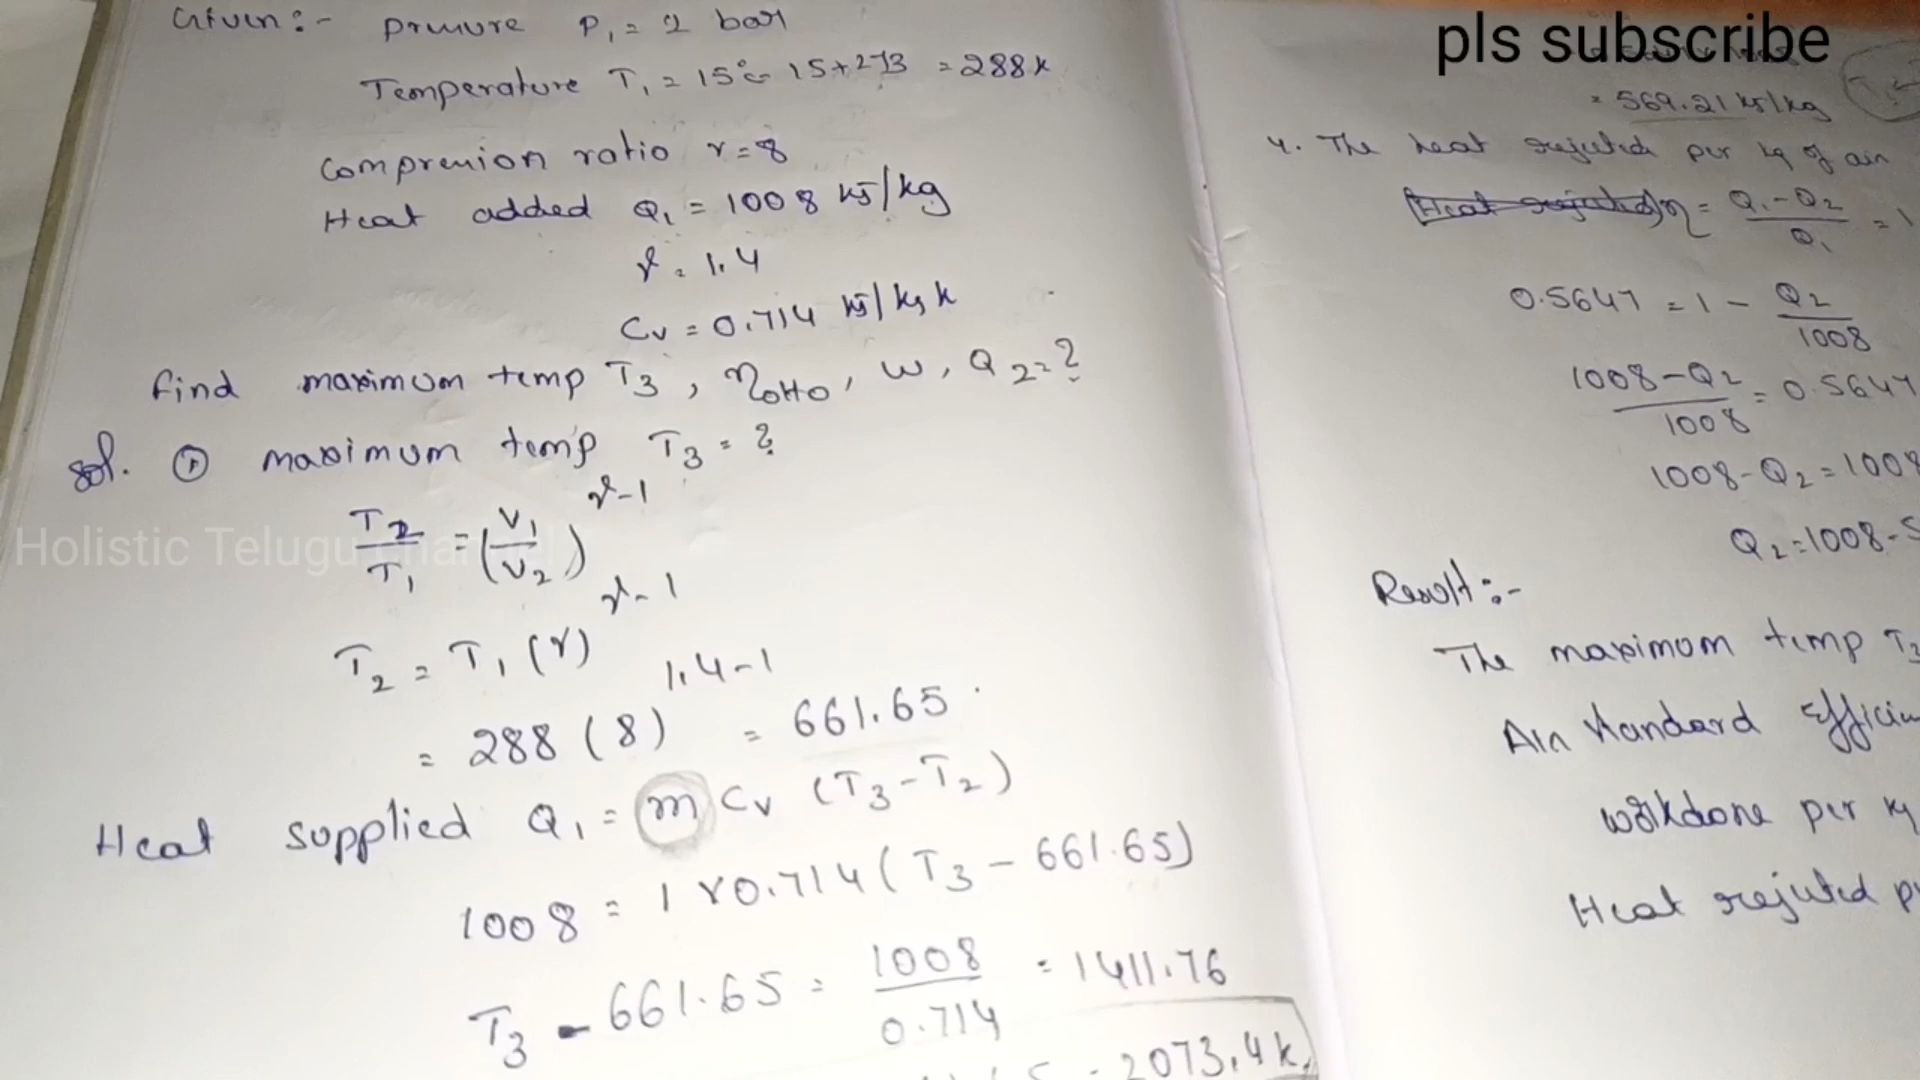 Given:- pressure P1 = 2 bar
Temperature T1 = 15°C 15+273 = 288 K
Compression ratio r = 8
Heat added Q1 = 1008 kJ/kg
γ = 1.4
Cv = 0.714 kJ/kg K
find maximum temp T3, ηotto, W, Q2 = ?
sol. ① maximum temp T3 = ?
T2/T1 = (V1/V2)^γ-1
T2 = T1 (r)^γ-1
= 288 (8)^1.4-1 = 661.65
Heat supplied Q1 = m Cv (T3 - T2)
1008 = 1 x 0.714 (T3 - 661.65)
T3 - 661.65 = 1008/0.714 = 1411.76
2073.4 K
pls subscribe
= 569.21 kJ/kg
4. The heat rejected per kg of air
Heat rejected η = Q1-Q2/Q1 = 1
0.5647 = 1 - Q2/1008
1008-Q2/1008 = 0.5647
1008-Q2 = 1008
Q2 = 1008-5
Result:-
The maximum temp T3
Air standard
workdone per kg
Heat rejected
Holistic Telugu channel